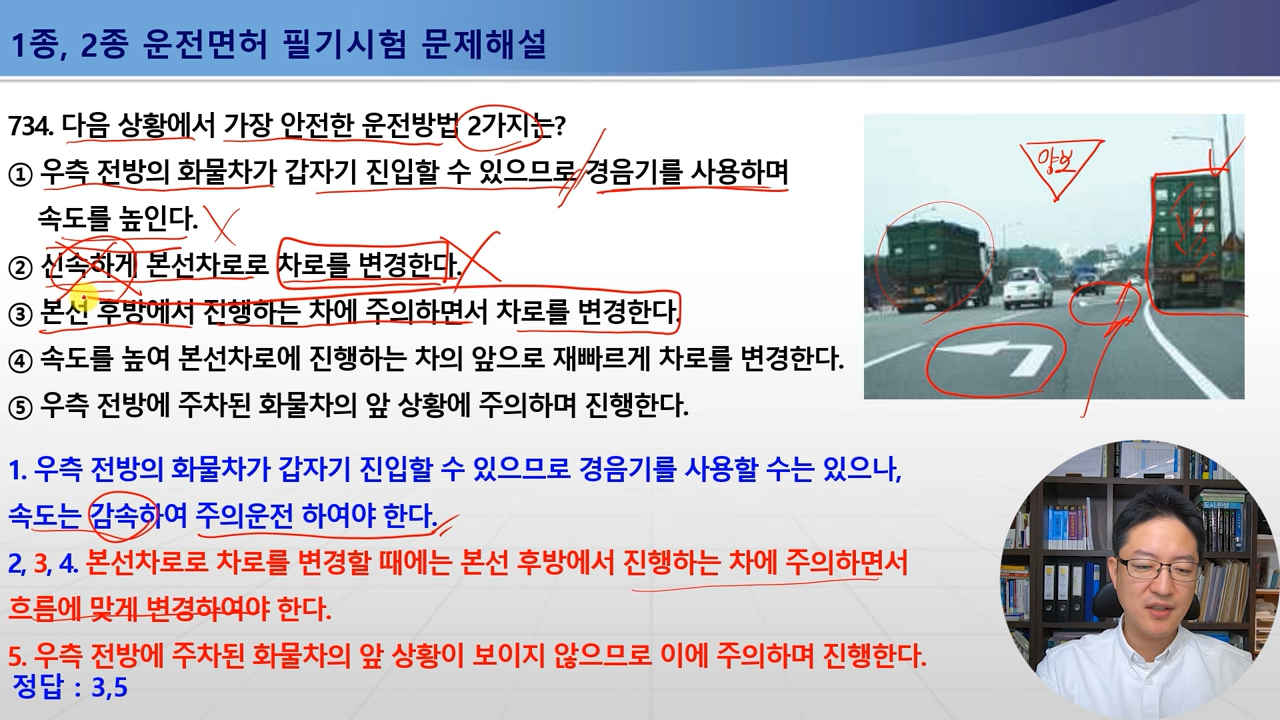 1종, 2종 운전면허 필기시험 문제해설
734. 다음 상황에서 가장 안전한 운전방법 2가지는?
① 우측 전방의 화물차가 갑자기 진입할 수 있으므로 경음기를 사용하며
속도를 높인다.
② 신속하게 본선차로로 차로를 변경한다.
③ 본선 후방에서 진행하는 차에 주의하면서 차로를 변경한다.
④ 속도를 높여 본선차로에 진행하는 차의 앞으로 재빠르게 차로를 변경한다.
⑤ 우측 전방에 주차된 화물차의 앞 상황에 주의하며 진행한다.
양보
1. 우측 전방의 화물차가 갑자기 진입할 수 있으므로 경음기를 사용할 수는 있으나,
속도는 감속하여 주의운전 하여야 한다.
2, 3, 4. 본선차로로 차로를 변경할 때에는 본선 후방에서 진행하는 차에 주의하면서
흐름에 맞게 변경하여야 한다.
5. 우측 전방에 주차된 화물차의 앞 상황이 보이지 않으므로 이에 주의하며 진행한다.
정답 : 3,5